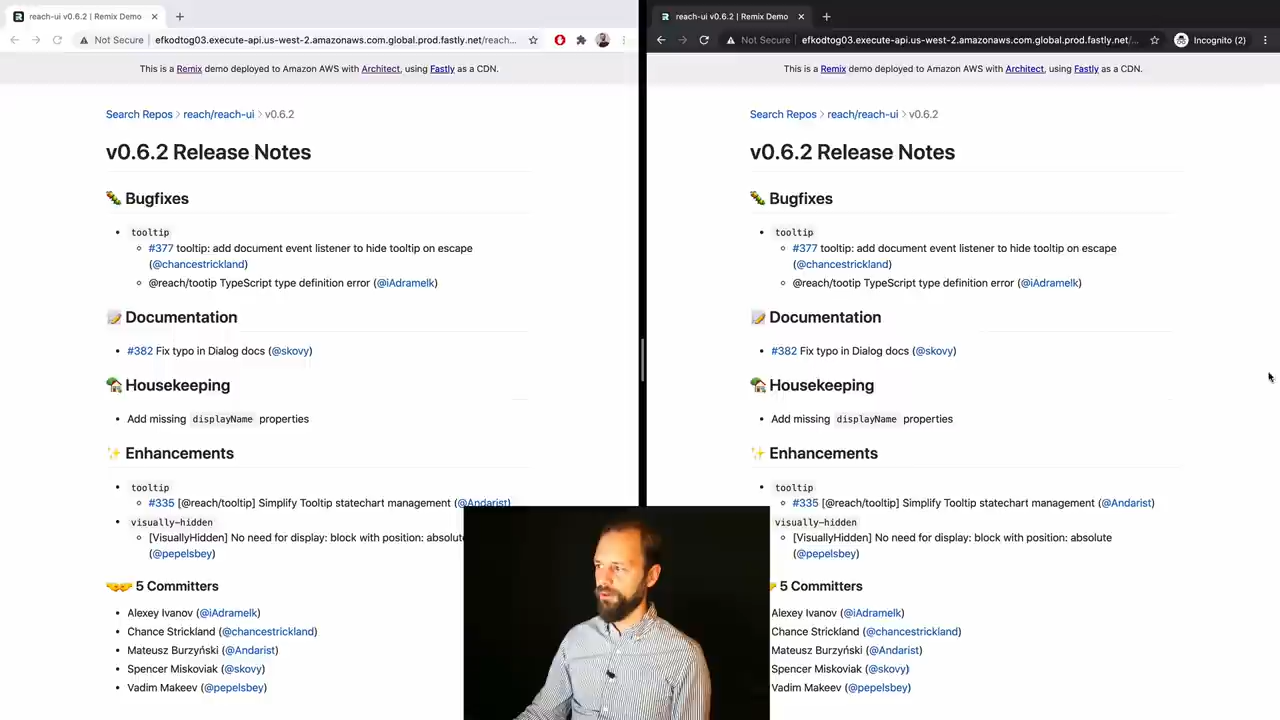 reach-ui v0.6.2 | Remix Demo
Not Secure
efkodtog03.execute-api.us-west-2.amazonaws.com.global.prod.fastly.net/reach...
This is a Remix demo deployed to Amazon AWS with Architect, using Fastly as a CDN.
Search Repos > reach/reach-ui > v0.6.2
v0.6.2 Release Notes
🐛 Bugfixes
• tooltip
◦ #377 tooltip: add document event listener to hide tooltip on escape
(@chancestrickland)
◦ @reach/tootip TypeScript type definition error (@iAdramelk)
📝 Documentation
• #382 Fix typo in Dialog docs (@skovy)
🏡 Housekeeping
• Add missing displayName properties
✨ Enhancements
• tooltip
◦ #335 [@reach/tooltip] Simplify Tooltip statechart management (@Andarist)
• visually-hidden
◦ [VisuallyHidden] No need for display: block with position: absolu
(@pepelsbey)
🤝 5 Committers
• Alexey Ivanov (@iAdramelk)
• Chance Strickland (@chancestrickland)
• Mateusz Burzyński (@Andarist)
• Spencer Miskoviak (@skovy)
• Vadim Makeev (@pepelsbey)
reach-ui v0.6.2 | Remix Demo
Not Secure
efkodtog03.execute-api.us-west-2.amazonaws.com.global.prod.fastly.net/...
Incognito (2)
This is a Remix demo deployed to Amazon AWS with Architect, using Fastly as a CDN.
Search Repos > reach/reach-ui > v0.6.2
v0.6.2 Release Notes
🐛 Bugfixes
• tooltip
◦ #377 tooltip: add document event listener to hide tooltip on escape
(@chancestrickland)
◦ @reach/tootip TypeScript type definition error (@iAdramelk)
📝 Documentation
• #382 Fix typo in Dialog docs (@skovy)
🏡 Housekeeping
• Add missing displayName properties
✨ Enhancements
• tooltip
◦ #335 [@reach/tooltip] Simplify Tooltip statechart management (@Andarist)
visually-hidden
◦ [VisuallyHidden] No need for display: block with position: absolute
(@pepelsbey)
5 Committers
Alexey Ivanov (@iAdramelk)
Chance Strickland (@chancestrickland)
Mateusz Burzyński (@Andarist)
Spencer Miskoviak (@skovy)
Vadim Makeev (@pepelsbey)